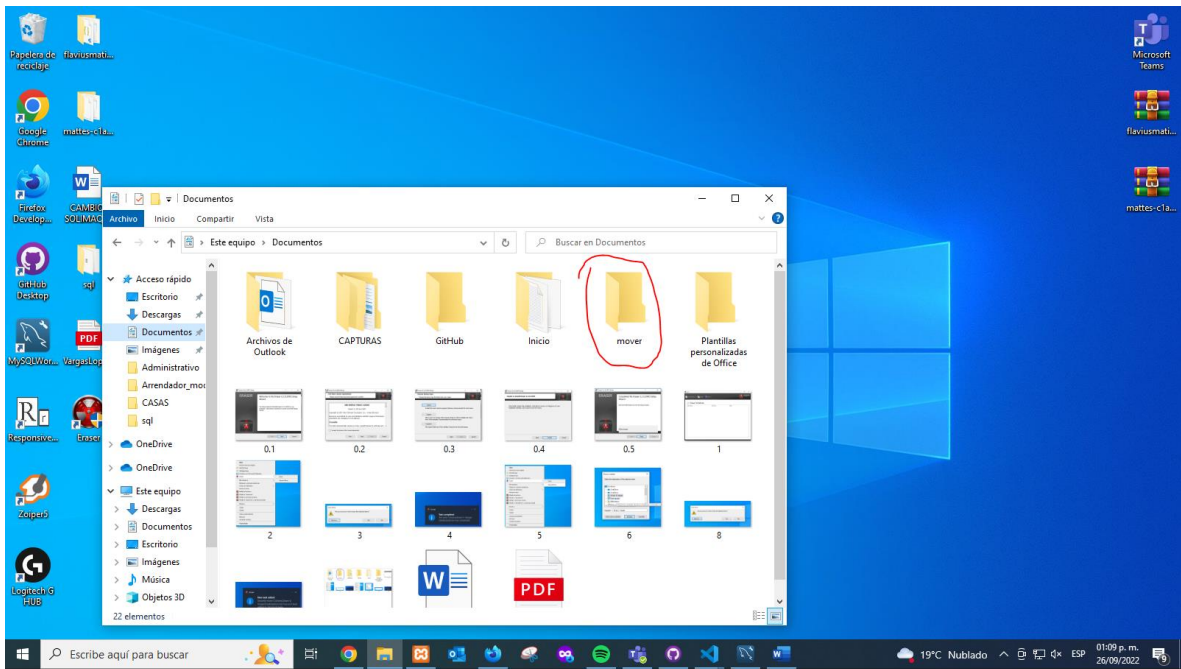 Papelera de
reciclaje
flaviusmati...
Google
Chrome
mattes-c1a...
Firefox
Develop...
CAMBIO
SOLIMAC
GitHub
Desktop
sql
MySQLWor...
PDF
VargasLop
Responsive...
Eraser
Zoiper5
Logitech G
HUB
Microsoft
Teams
flaviusmati...
mattes-c1a...
Documentos
Archivo Inicio Compartir Vista
Este equipo > Documentos
Buscar en Documentos
Acceso rápido
Escritorio
Descargas
Documentos
Imágenes
Administrativo
Arrendador_mod
CASAS
sql
OneDrive
OneDrive
Este equipo
Descargas
Documentos
Escritorio
Imágenes
Música
Objetos 3D
Archivos de
Outlook
CAPTURAS
GitHub
Inicio
mover
Plantillas
personalizadas
de Office
0.1 0.2 0.3 0.4 0.5 1
2 3 4 5 6 8
PDF
22 elementos
Escribe aquí para buscar
19°C Nublado
ESP
01:09 p. m.
26/09/2022